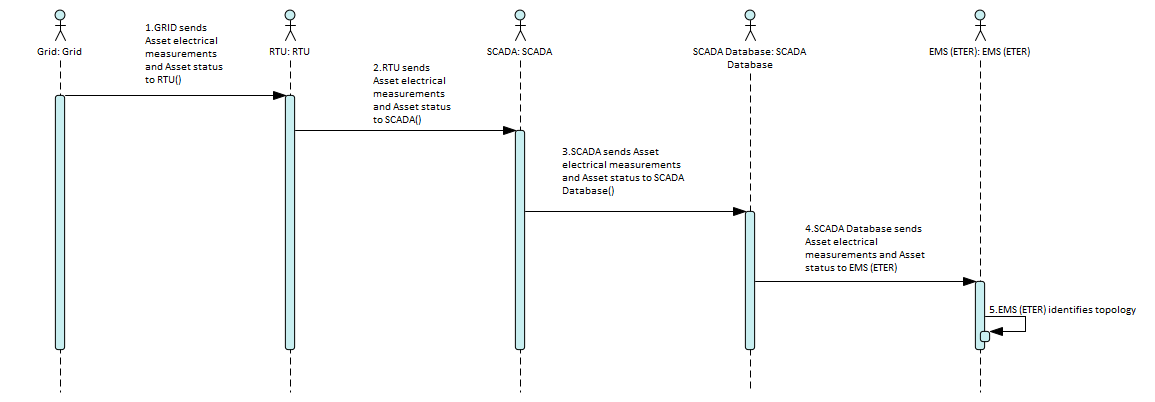 Grid: Grid
1.GRID sends
Asset electrical
measurements
and Asset status
to RTU()
RTU: RTU
2.RTU sends
Asset electrical
measurements
and Asset status
to SCADA()
SCADA: SCADA
3.SCADA sends Asset
electrical measurements
and Asset status to SCADA
Database()
SCADA Database: SCADA
Database
4.SCADA Database sends
Asset electrical
measurements and Asset
status to EMS (ETER)
EMS (ETER): EMS (ETER)
5.EMS (ETER) identifies topology